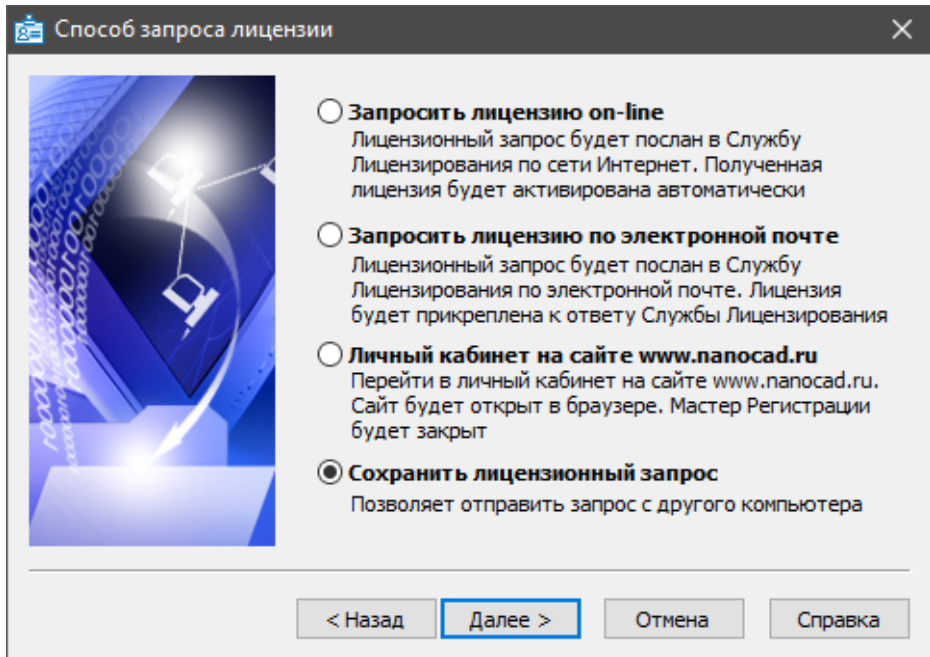 Способ запроса лицензии
Запросить лицензию on-line
Лицензионный запрос будет послан в Службу
Лицензирования по сети Интернет. Полученная
лицензия будет активирована автоматически
Запросить лицензию по электронной почте
Лицензионный запрос будет послан в Службу
Лицензирования по электронной почте. Лицензия
будет прикреплена к ответу Службы Лицензирования
Личный кабинет на сайте www.nanocad.ru
Перейти в личный кабинет на сайте www.nanocad.ru.
Сайт будет открыт в браузере. Мастер Регистрации
будет закрыт
Сохранить лицензионный запрос
Позволяет отправить запрос с другого компьютера
< Назад Далее > Отмена Справка